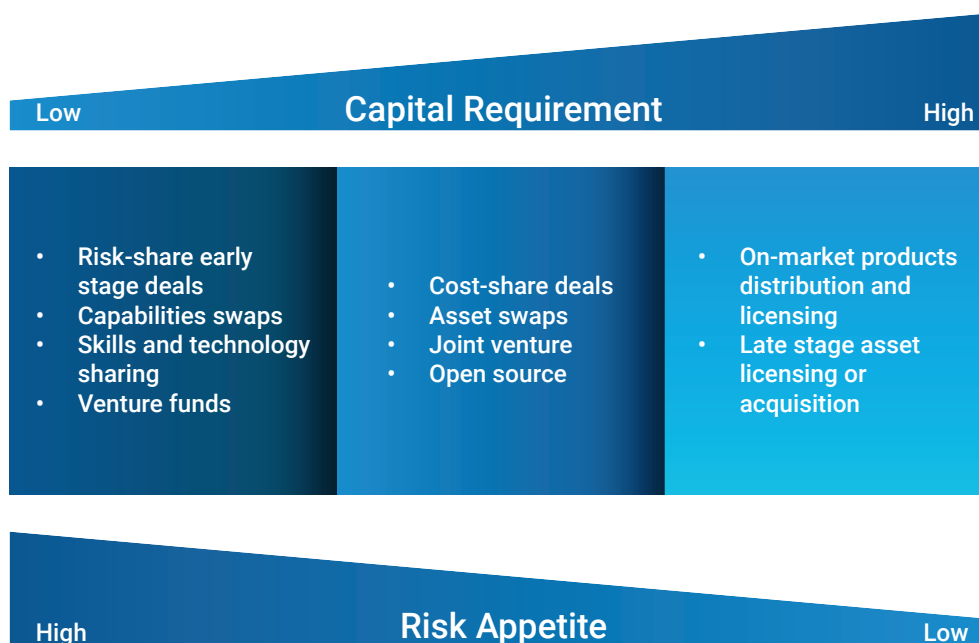 Low Capital Requirement High
• Risk-share early
stage deals
• Capabilities swaps
• Skills and technology
sharing
• Venture funds
• Cost-share deals
• Asset swaps
• Joint venture
• Open source
• On-market products
distribution and
licensing
• Late stage asset
licensing or
acquisition
High Risk Appetite Low